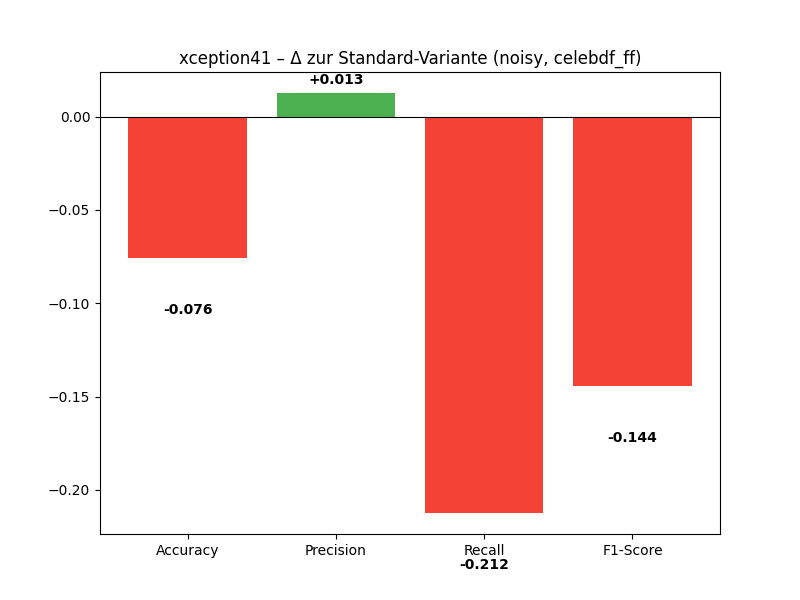 xception41 – Δ zur Standard-Variante (noisy, celebdf_ff)
+0.013
0.00
−0.05
−0.10
-0.076
−0.15
-0.144
−0.20
Accuracy
Precision
Recall
F1-Score
-0.212